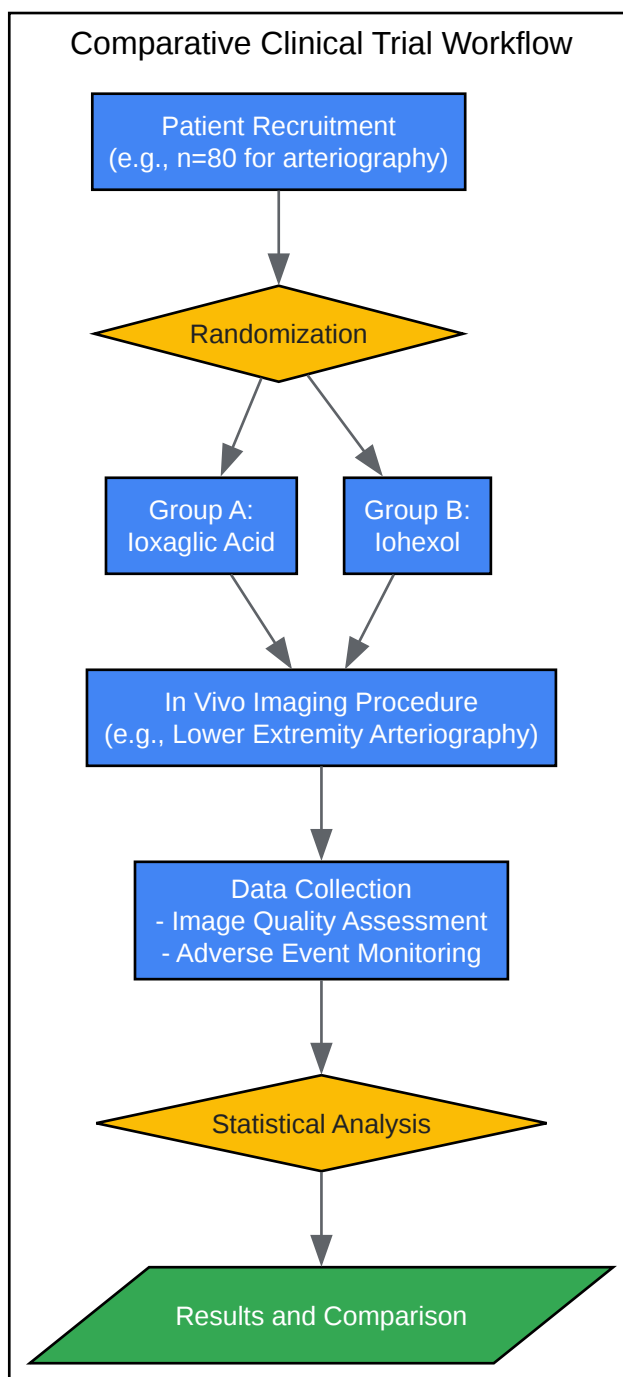 Comparative Clinical Trial Workflow
Patient Recruitment
(e.g., n=80 for arteriography)
Randomization
Group A:
Ioxaglic Acid
Group B:
Iohexol
In Vivo Imaging Procedure
(e.g., Lower Extremity Arteriography)
Data Collection
- Image Quality Assessment
- Adverse Event Monitoring
Statistical Analysis
Results and Comparison